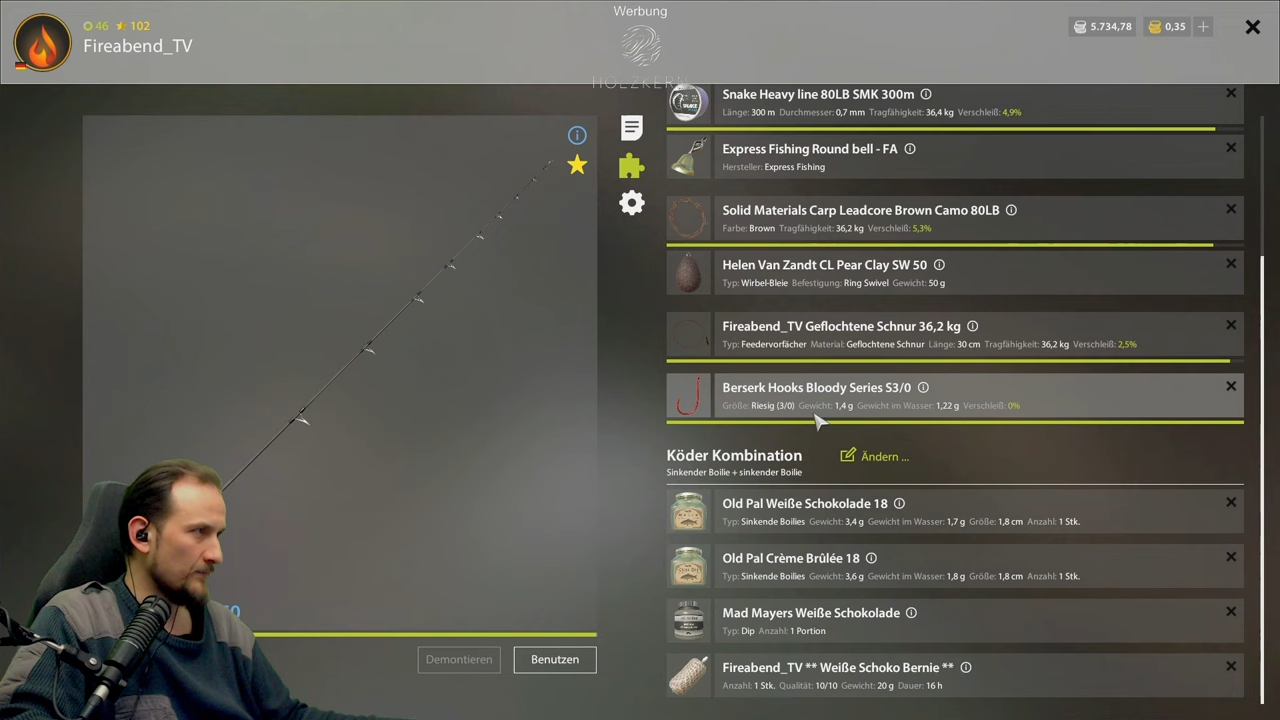 Werbung
HOLZKERN
46 102
Fireabend_TV
5.734,78
0,35
Snake Heavy line 80LB SMK 300m
Länge: 300 m Durchmesser: 0,7 mm Tragfähigkeit: 36,4 kg Verschleiß: 4,9%
Express Fishing Round bell - FA
Hersteller: Express Fishing
Solid Materials Carp Leadcore Brown Camo 80LB
Farbe: Brown Tragfähigkeit: 36,2 kg Verschleiß: 5,3%
Helen Van Zandt CL Pear Clay SW 50
Typ: Wirbel-Bleie Befestigung: Ring Swivel Gewicht: 50 g
Fireabend_TV Geflochtene Schnur 36,2 kg
Typ: Feedervorfächer Material: Geflochtene Schnur Länge: 30 cm Tragfähigkeit: 36,2 kg Verschleiß: 2,5%
Berserk Hooks Bloody Series S3/0
Größe: Riesig (3/0) Gewicht: 1,4 g Gewicht im Wasser: 1,22 g Verschleiß: 0%
Köder Kombination
Ändern ...
Sinkender Boilie + sinkender Boilie
Old Pal Weiße Schokolade 18
Typ: Sinkende Boilies Gewicht: 3,4 g Gewicht im Wasser: 1,7 g Größe: 1,8 cm Anzahl: 1 Stk.
Old Pal Crème Brûlée 18
Typ: Sinkende Boilies Gewicht: 3,6 g Gewicht im Wasser: 1,8 g Größe: 1,8 cm Anzahl: 1 Stk.
Mad Mayers Weiße Schokolade
Typ: Dip Anzahl: 1 Portion
Fireabend_TV ** Weiße Schoko Bernie **
Anzahl: 1 Stk. Qualität: 10/10 Gewicht: 20 g Dauer: 16 h
Demontieren
Benutzen